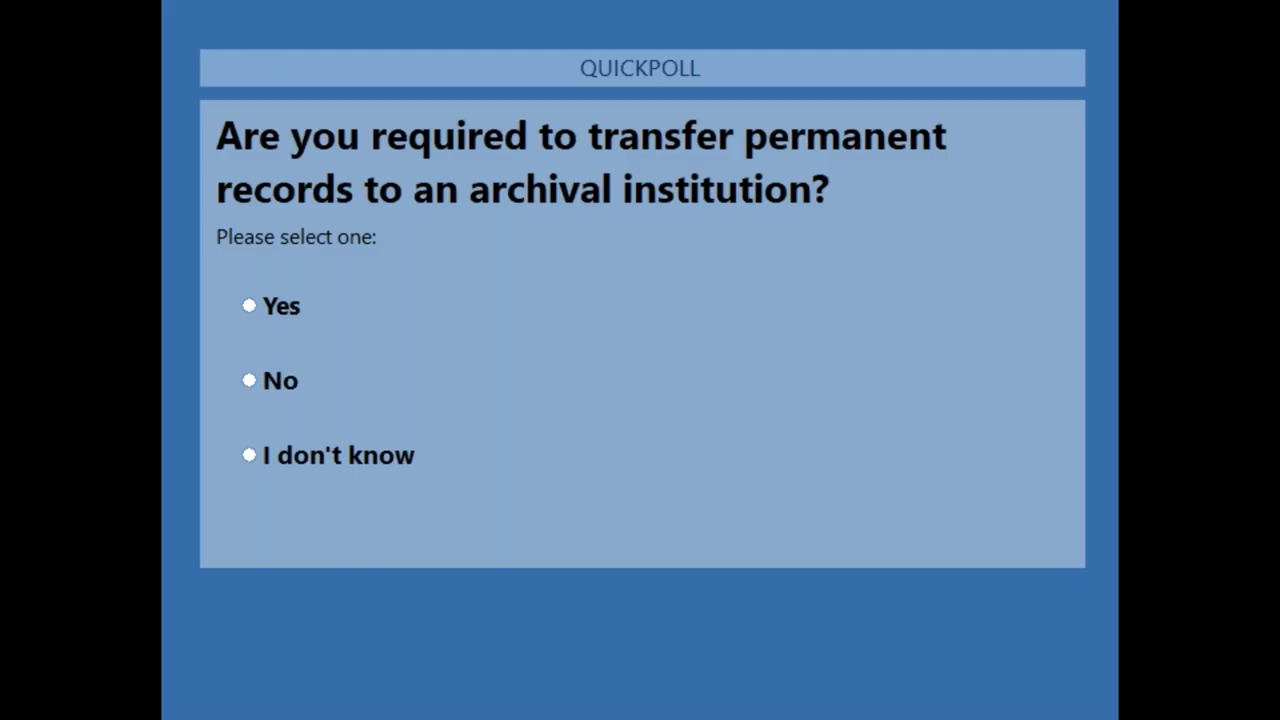 QUICKPOLL
Are you required to transfer permanent
records to an archival institution?
Please select one:
Yes
No
I don't know